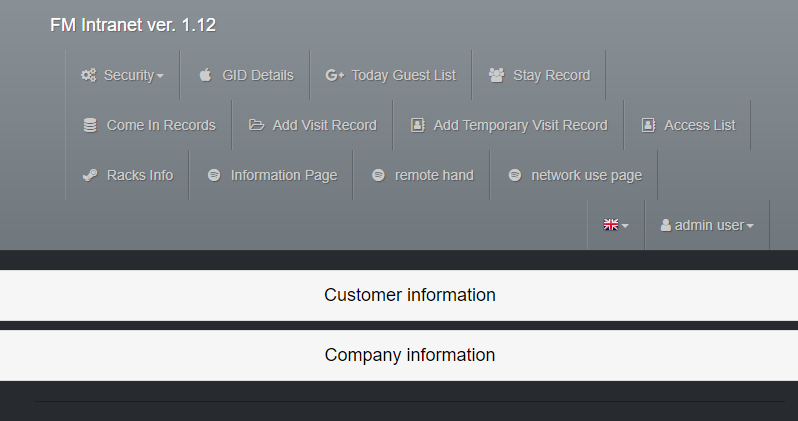 FM Intranet ver. 1.12
Security GID Details Today Guest List Stay Record
Come In Records Add Visit Record Add Temporary Visit Record Access List
Racks Info Information Page remote hand network use page
admin user
Customer information
Company information